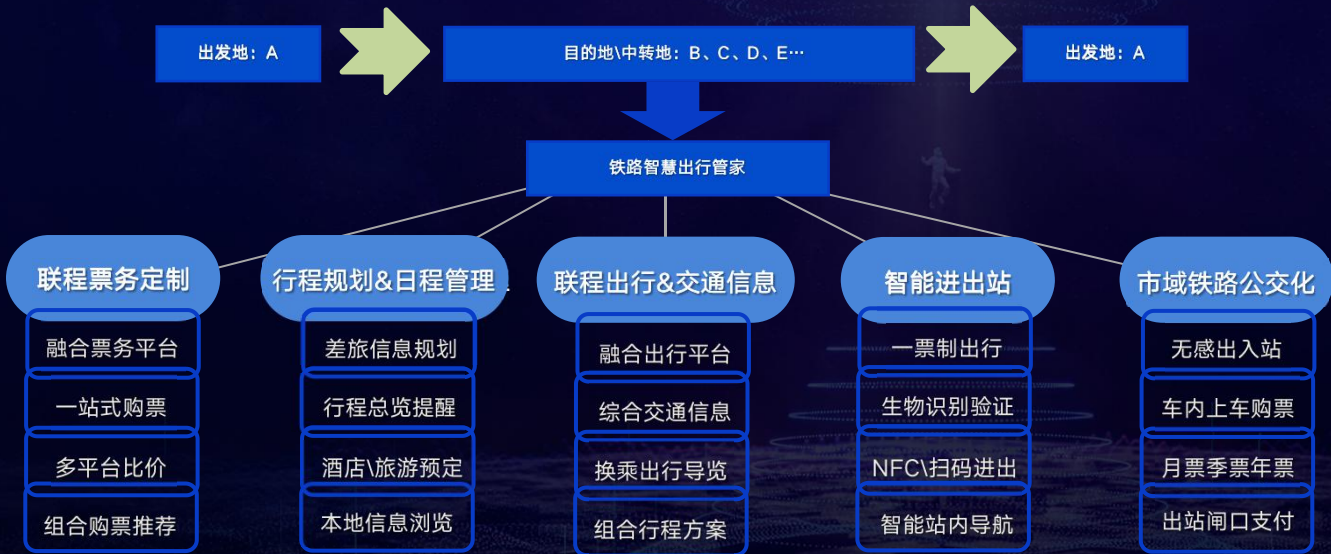 出发地：A
目的地\中转地：B、C、D、E…
出发地：A
铁路智慧出行管家
联程票务定制
融合票务平台
一站式购票
多平台比价
组合购票推荐
行程规划&日程管理
差旅信息规划
行程总览提醒
酒店\旅游预定
本地信息浏览
联程出行&交通信息
融合出行平台
综合交通信息
换乘出行导览
组合行程方案
智能进出站
一票制出行
生物识别验证
NFC\扫码进出
智能站内导航
市域铁路公交化
无感出入站
车内上车购票
月票季票年票
出站闸口支付